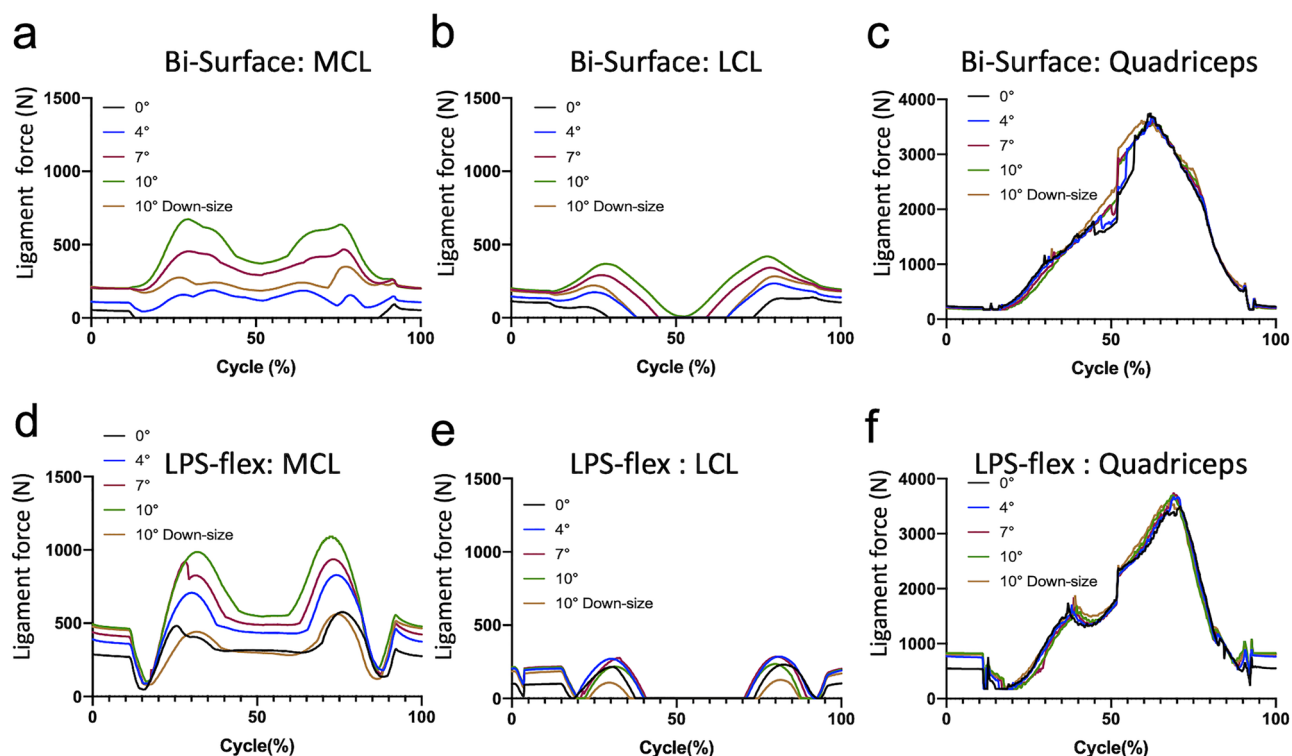 a
Bi-Surface: MCL
Ligament force (N)
1500
1000
500
0
0°
4°
7°
10°
10° Down-size
0
50
100
Cycle (%)
b
Bi-Surface: LCL
Ligament force (N)
1500
1000
500
0
0°
4°
7°
10°
10° Down-size
0
50
100
Cycle (%)
c
Bi-Surface: Quadriceps
Ligament force (N)
4000
3000
2000
1000
0
0°
4°
7°
10°
10° Down-size
0
50
100
Cycle (%)
d
LPS-flex: MCL
Ligament force (N)
1500
1000
500
0
0°
4°
7°
10°
10° Down-size
0
50
100
Cycle(%)
e
LPS-flex : LCL
Ligament force (N)
1500
1000
500
0
0°
4°
7°
10°
10° Down-size
0
50
100
Cycle(%)
f
LPS-flex : Quadriceps
Ligament force (N)
4000
3000
2000
1000
0
0°
4°
7°
10°
10° Down-size
0
50
100
Cycle(%)